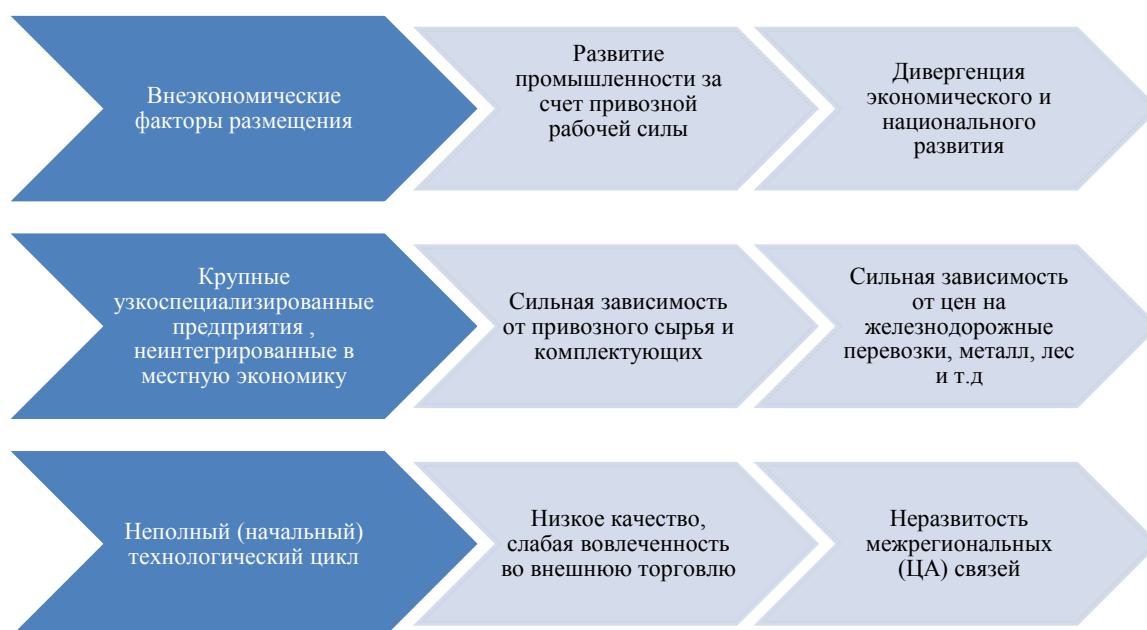 Внеэкономические
факторы размещения
Развитие
промышленности за
счет привозной
рабочей силы
Дивергенция
экономического и
национального
развития
Крупные
узкоспециализированные
предприятия ,
неинтегрированные в
местную экономику
Сильная зависимость
от привозного сырья и
комплектующих
Сильная зависимость
от цен на
железнодорожные
перевозки, металл, лес
и т.д
Неполный (начальный)
технологический цикл
Низкое качество,
слабая вовлеченность
во внешнюю торговлю
Неразвитость
межрегиональных
(ЦА) связей